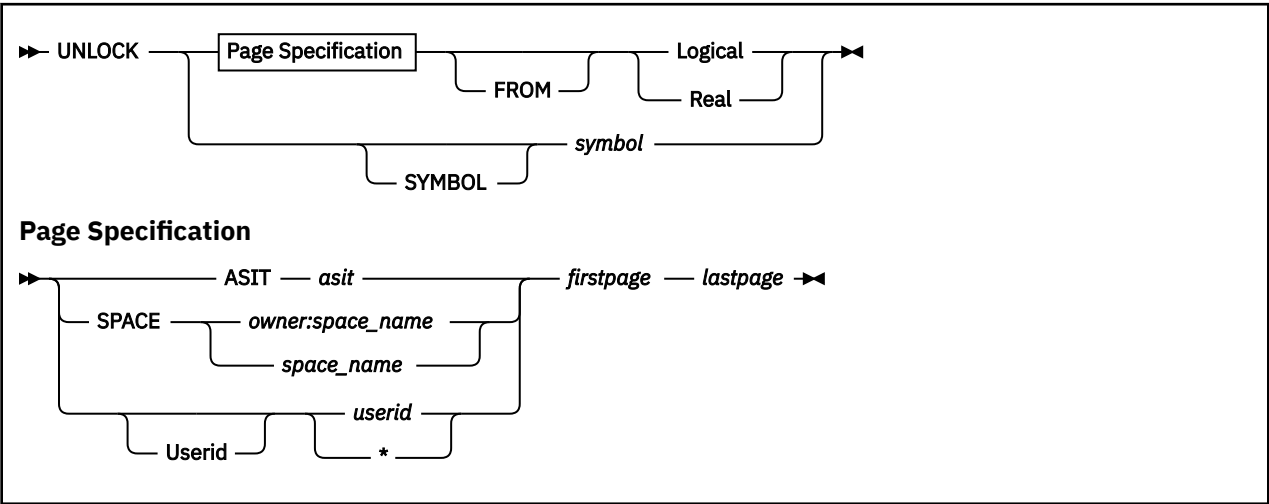 UNLOCK Page Specification Logical
FROM Real
SYMBOL symbol
Page Specification
ASIT asit firstpage lastpage
SPACE owner:space_name
space_name
userid
Userid *